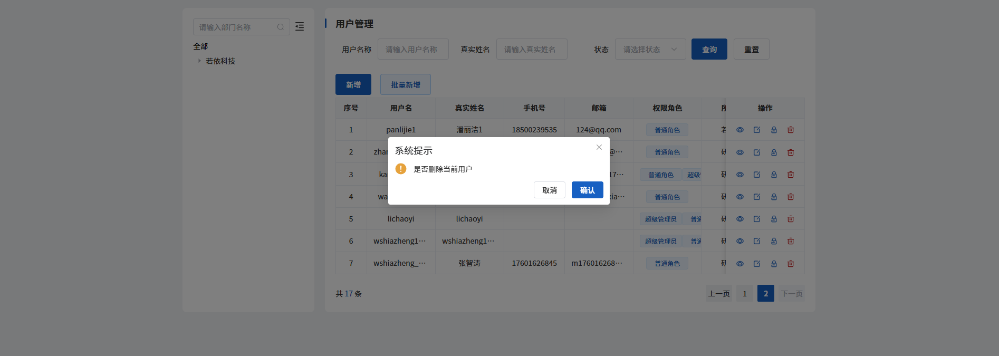 请输入部门名称
全部
若依科技
用户管理
用户名称 请输入用户名称 真实姓名 请输入真实姓名 状态 请选择状态 查询 重置
新增 批量新增
序号 用户名 真实姓名 手机号 邮箱 权限角色 操作
1 panlijie1 潘丽洁1 18500239535 124@qq.com 普通角色 若
2 zhan @… 普通角色 研
系统提示
是否删除当前用户
取消 确认
3 kan 17… 普通角色 超级 研
4 wa xia… 普通角色 研
5 lichaoyi lichaoyi 超级管理员 普通 研
6 wshiazheng1… wshiazheng1… 超级管理员 普通 研
7 wshiazheng_… 张智涛 17601626845 m176016268… 普通角色 研
共 17 条
上一页 1 2 下一页